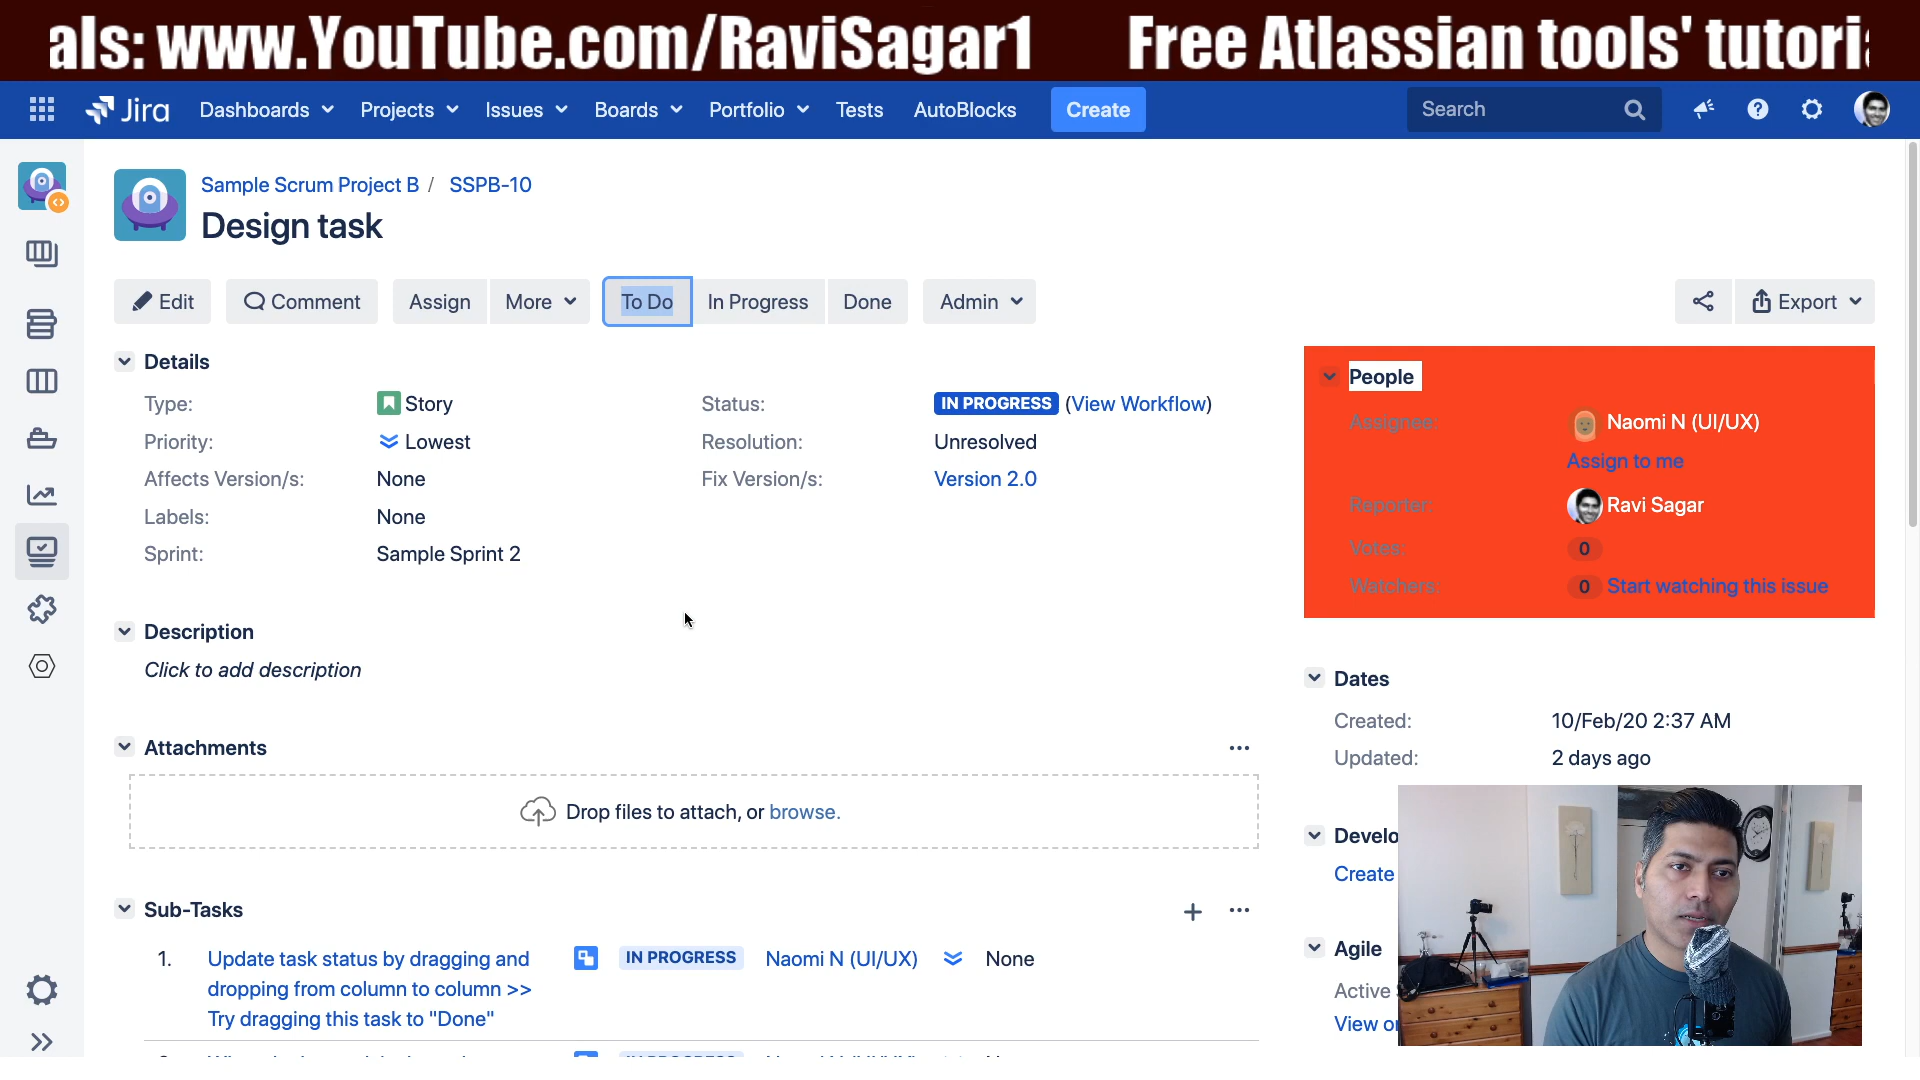 als: www.YouTube.com/RaviSagar1 Free Atlassian tools' tutori
Jira Dashboards Projects Issues Boards Portfolio Tests AutoBlocks Create Search
Sample Scrum Project B / SSPB-10
Design task
Edit Comment Assign More To Do In Progress Done Admin Export
Details
Type: Story Status: IN PROGRESS (View Workflow)
Priority: Lowest Resolution: Unresolved
Affects Version/s: None Fix Version/s: Version 2.0
Labels: None
Sprint: Sample Sprint 2
People
Assignee: Naomi N (UI/UX)
Assign to me
Reporter: Ravi Sagar
Votes: 0
Watchers: 0 Start watching this issue
Description
Click to add description
Dates
Created: 10/Feb/20 2:37 AM
Updated: 2 days ago
Attachments
Drop files to attach, or browse.
Develo
Create
Sub-Tasks
Agile
Active
View
1. Update task status by dragging and dropping from column to column >> Try dragging this task to "Done" IN PROGRESS Naomi N (UI/UX) None